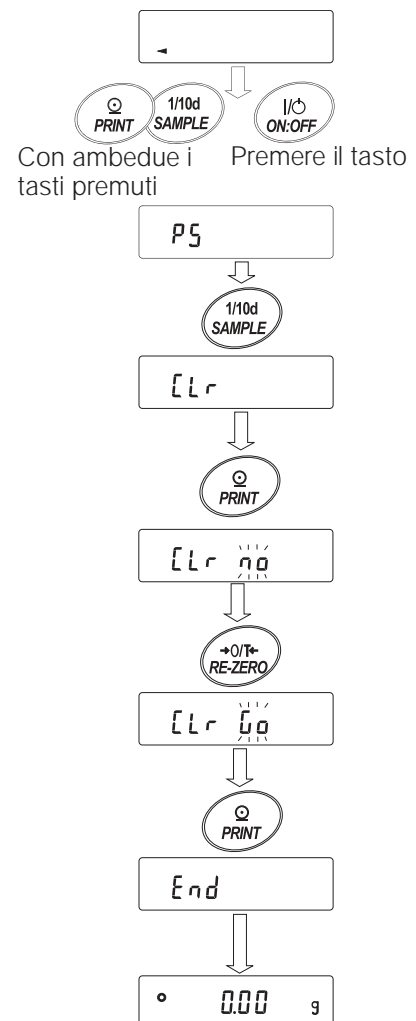 PRINT
1/10d
SAMPLE
I/⏻
ON:OFF
Con ambedue i
tasti premuti
Premere il tasto
PS
1/10d
SAMPLE
CLr
PRINT
CLr no
→0/T←
RE-ZERO
CLr Go
PRINT
End
0.00 g